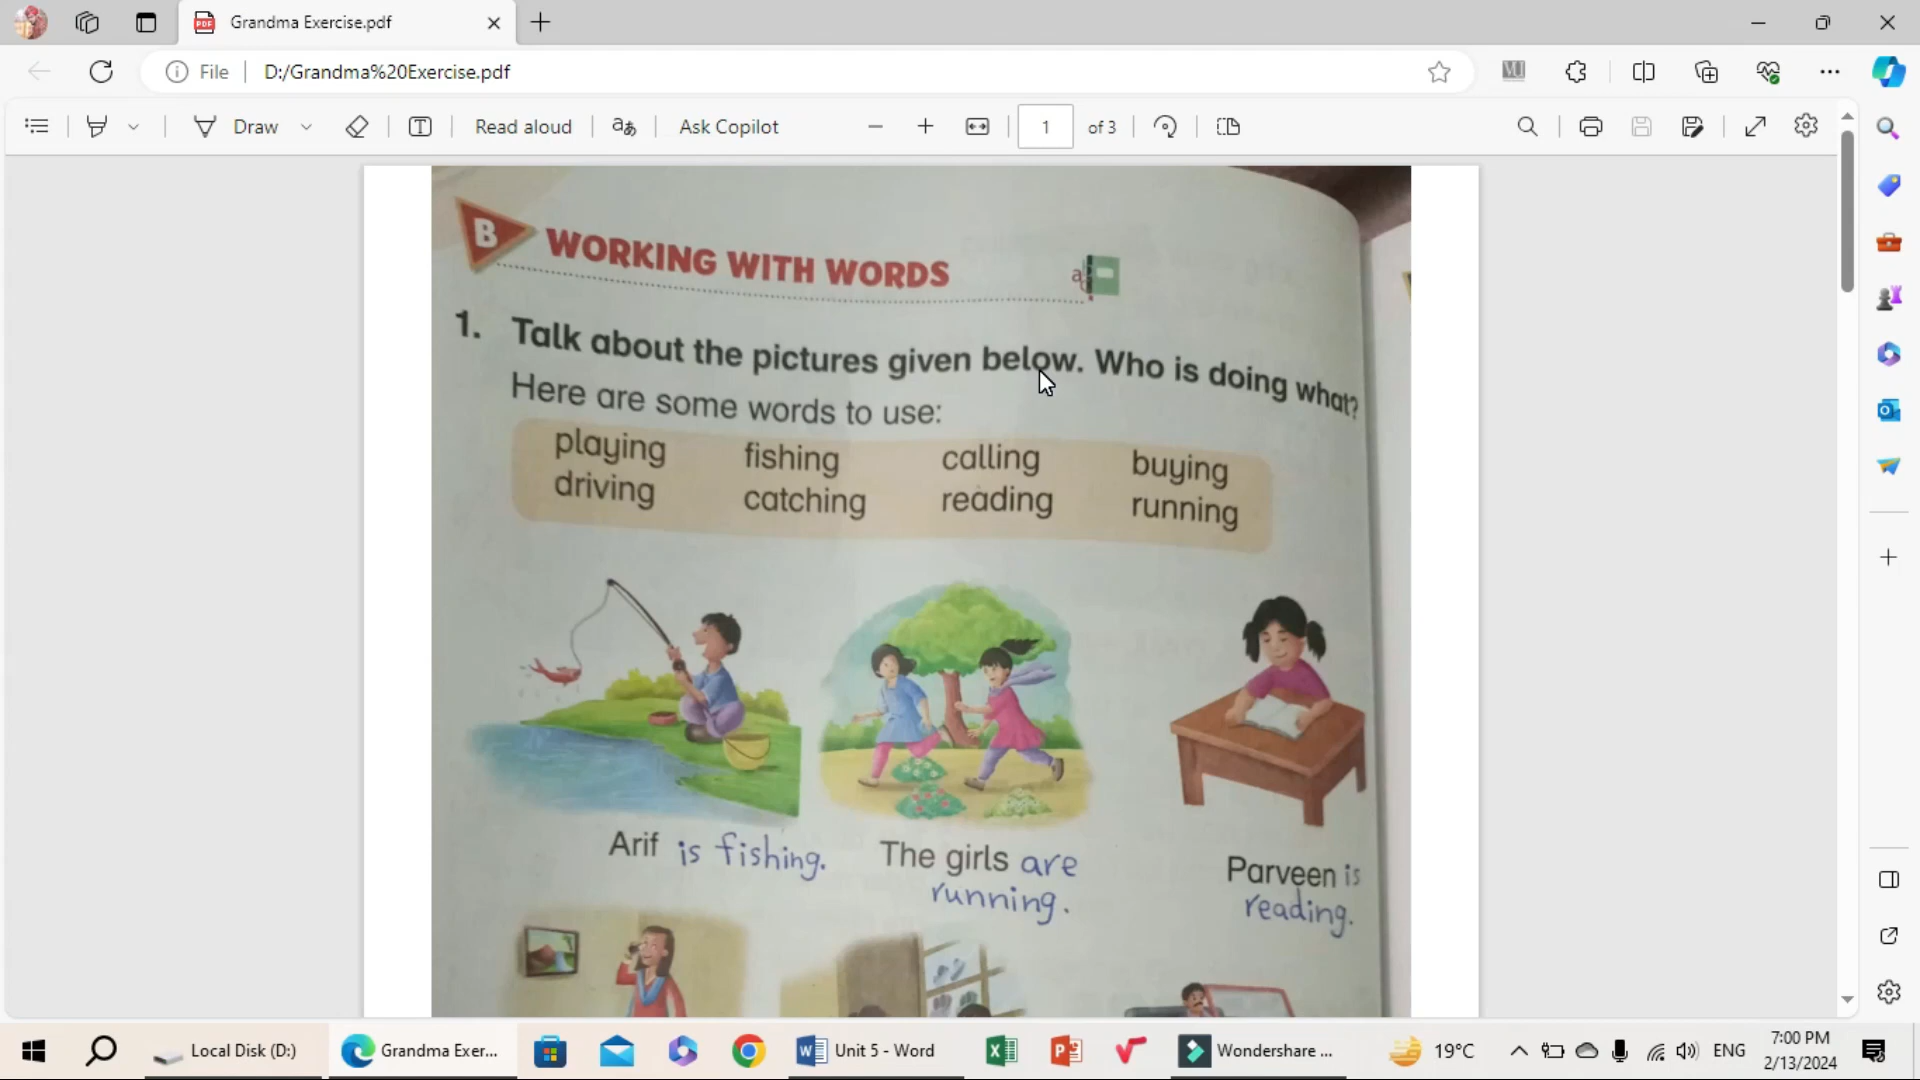 Grandma Exercise.pdf
File
D:/Grandma%20Exercise.pdf
Draw
Read aloud
Ask Copilot
1
of 3
B
WORKING WITH WORDS
1. Talk about the pictures given below. Who is doing what?
Here are some words to use:
playing fishing calling buying
driving catching reading running
Arif is fishing.
The girls are
running.
Parveen is
reading.
Local Disk (D:)
Grandma Exer...
Unit 5 - Word
Wondershare ...
19°C
ENG
7:00 PM
2/13/2024